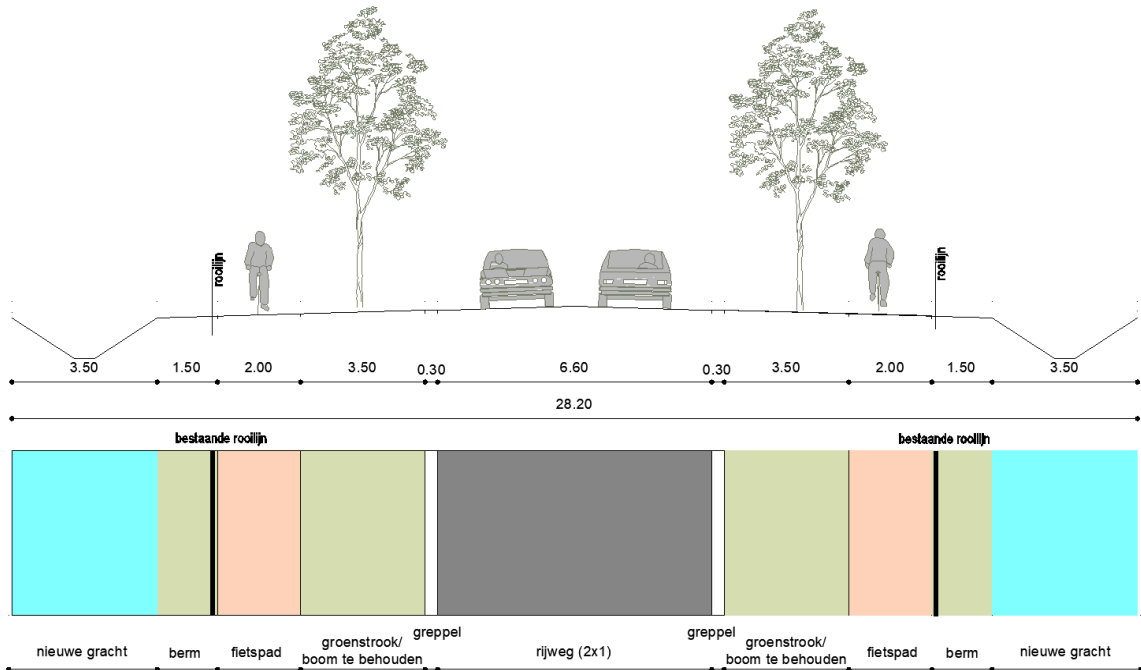 rooilijn
rooilijn
3.50 1.50 2.00 3.50 0.30 6.60 0.30 3.50 2.00 1.50 3.50
28.20
bestaande rooilijn
bestaande rooilijn
nieuwe gracht
berm
fietspad
groenstrook/
boom te behouden
greppel
rijweg (2x1)
greppel
groenstrook/
boom te behouden
fietspad
berm
nieuwe gracht